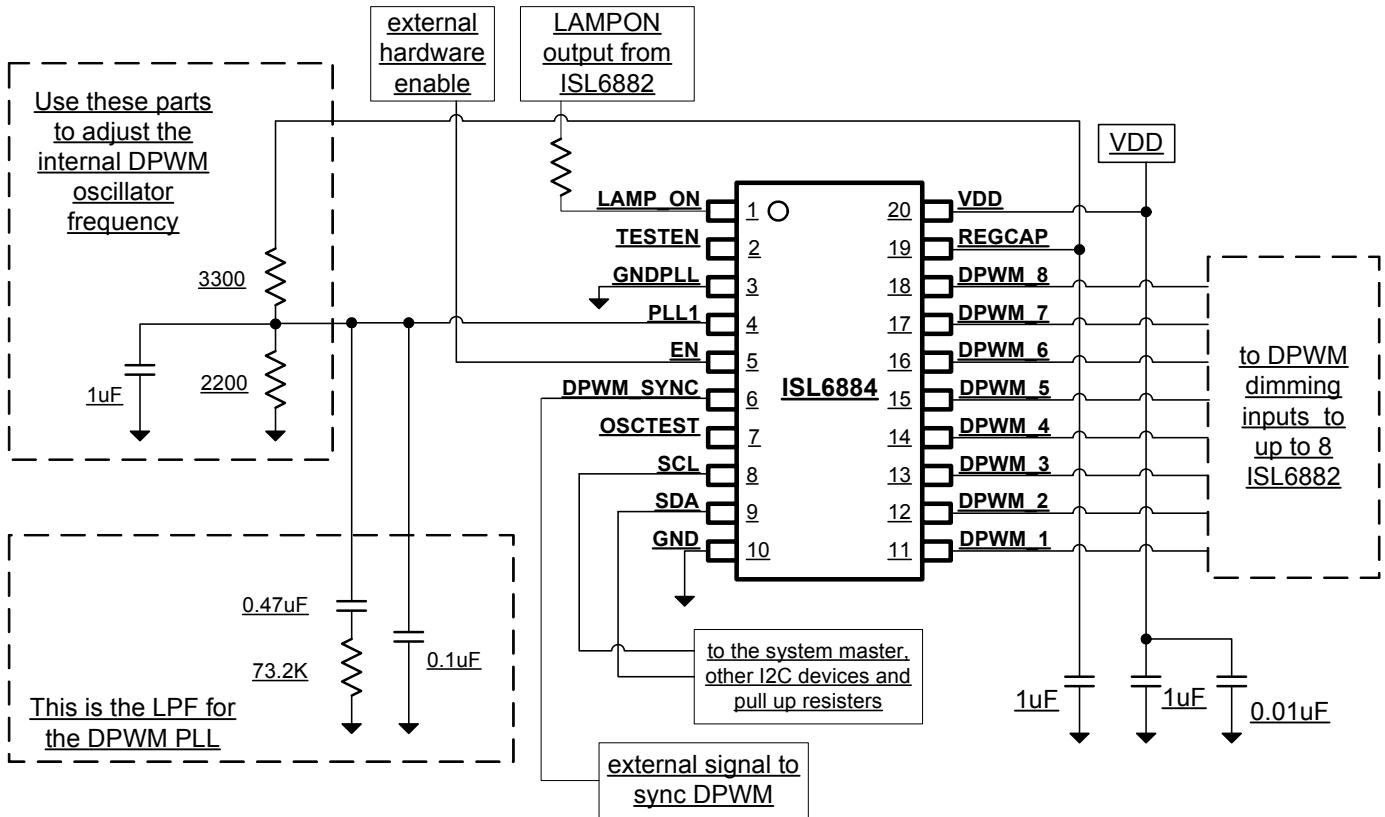 external
hardware
enable
LAMPON
output from
ISL6882
Use these parts
to adjust the
internal DPWM
oscillator
frequency
VDD
3300
2200
1uF
LAMP_ON
TESTEN
GNDPLL
PLL1
EN
DPWM_SYNC
OSCTEST
SCL
SDA
GND
1
2
3
4
5
6
7
8
9
10
ISL6884
20
19
18
17
16
15
14
13
12
11
VDD
REGCAP
DPWM_8
DPWM_7
DPWM_6
DPWM_5
DPWM_4
DPWM_3
DPWM_2
DPWM_1
to DPWM
dimming
inputs to
up to 8
ISL6882
0.47uF
73.2K
0.1uF
This is the LPF for
the DPWM PLL
to the system master,
other I2C devices and
pull up resisters
1uF
1uF
0.01uF
external signal to
sync DPWM